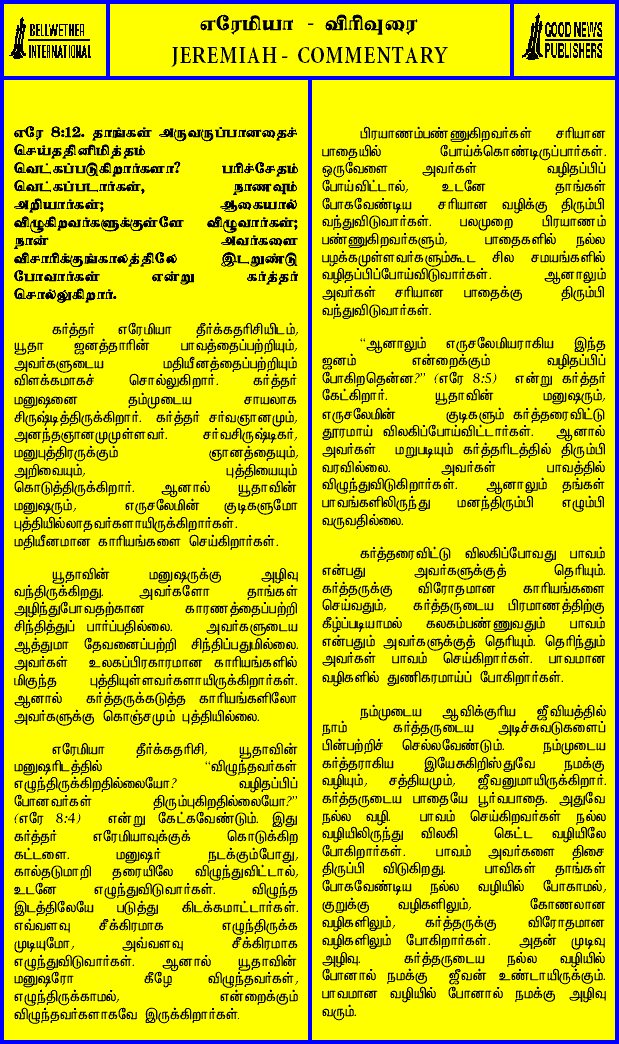 BELLWETHER
INTERNATIONAL
எரேமியா - விரிவுரை
JEREMIAH - COMMENTARY
GOOD NEWS
PUBLISHERS
எரே 8:12. தாங்கள் அருவருப்பானதைச்
செய்ததினிமித்தம்
வெட்கப்படுகிறார்களா? பரிச்சேதம்
வெட்கப்படார்கள், நாணவும்
அறியார்கள்; ஆகையால்
விழுகிறவர்களுக்குள்ளே விழுவார்கள்;
நான் அவர்களை
விசாரிக்குங்காலத்திலே இடறுண்டு
போவார்கள் என்று கர்த்தர்
சொல்லுகிறார்.
கர்த்தர் எரேமியா தீர்க்கதரிசியிடம்,
யூதா ஜனத்தாரின் பாவத்தைப்பற்றியும்,
அவர்களுடைய மதியீனத்தைப்பற்றியும்
விளக்கமாகச் சொல்லுகிறார். கர்த்தர்
மனுஷனை தம்முடைய சாயலாக
சிருஷ்டித்திருக்கிறார். கர்த்தர் சர்வஞானமும்,
அனந்தஞானமுமுள்ளவர். சர்வசிருஷ்டிகர்,
மனுபுத்திரருக்கும் ஞானத்தையும்,
அறிவையும், புத்தியையும்
கொடுத்திருக்கிறார். ஆனால் யூதாவின்
மனுஷரும், எருசலேமின் குடிகளுமோ
புத்தியில்லாதவர்களாயிருக்கிறார்கள்.
மதியீனமான காரியங்களை செய்கிறார்கள்.
யூதாவின் மனுஷருக்கு அழிவு
வந்திருக்கிறது. அவர்களோ தாங்கள்
அழிந்துபோவதற்கான காரணத்தைப்பற்றி
சிந்தித்துப் பார்ப்பதில்லை. அவர்களுடைய
ஆத்துமா தேவனைப்பற்றி சிந்திப்பதுமில்லை.
அவர்கள் உலகப்பிரகாரமான காரியங்களில்
மிகுந்த புத்தியுள்ளவர்களாயிருக்கிறார்கள்.
ஆனால் கர்த்தருக்கடுத்த காரியங்களிலோ
அவர்களுக்கு கொஞ்சமும் புத்தியில்லை.
எரேமியா தீர்க்கதரிசி, யூதாவின்
மனுஷரிடத்தில் “விழுந்தவர்கள்
எழுந்திருக்கிறதில்லையோ? வழிதப்பிப்
போனவர்கள் திரும்புகிறதில்லையோ?”
(எரே 8:4) என்று கேட்கவேண்டும். இது
கர்த்தர் எரேமியாவுக்குக் கொடுக்கிற
கட்டளை. மனுஷர் நடக்கும்போது,
கால்தடுமாறி தரையிலே விழுந்துவிட்டால்,
உடனே எழுந்துவிடுவார்கள். விழுந்த
இடத்திலேயே படுத்து கிடக்கமாட்டார்கள்.
எவ்வளவு சீக்கிரமாக எழுந்திருக்க
முடியுமோ, அவ்வளவு சீக்கிரமாக
எழுந்துவிடுவார்கள். ஆனால் யூதாவின்
மனுஷரோ கீழே விழுந்தவர்கள்,
எழுந்திருக்காமல், என்றைக்கும்
விழுந்தவர்களாகவே இருக்கிறார்கள்.
பிரயாணம்பண்ணுகிறவர்கள் சரியான
பாதையில் போய்க்கொண்டிருப்பார்கள்.
ஒருவேளை அவர்கள் வழிதப்பிப்
போய்விட்டால், உடனே தாங்கள்
போகவேண்டிய சரியான வழிக்கு திரும்பி
வந்துவிடுவார்கள். பலமுறை பிரயாணம்
பண்ணுகிறவர்களும், பாதைகளில் நல்ல
பழக்கமுள்ளவர்களும்கூட சில சமயங்களில்
வழிதப்பிப்போய்விடுவார்கள். ஆனாலும்
அவர்கள் சரியான பாதைக்கு திரும்பி
வந்துவிடுவார்கள்.
“ஆனாலும் எருசலேமியராகிய இந்த
ஜனம் என்றைக்கும் வழிதப்பிப்
போகிறதென்ன?” (எரே 8:5) என்று கர்த்தர்
கேட்கிறார். யூதாவின் மனுஷரும்,
எருசலேமின் குடிகளும் கர்த்தரைவிட்டு
தூரமாய் விலகிப்போய்விட்டார்கள். ஆனால்
அவர்கள் மறுபடியும் கர்த்தரிடத்தில் திரும்பி
வரவில்லை. அவர்கள் பாவத்தில்
விழுந்துவிடுகிறார்கள். ஆனாலும் தங்கள்
பாவங்களிலிருந்து மனந்திரும்பி எழும்பி
வருவதில்லை.
கர்த்தரைவிட்டு விலகிப்போவது பாவம்
என்பது அவர்களுக்குத் தெரியும்.
கர்த்தருக்கு விரோதமான காரியங்களை
செய்வதும், கர்த்தருடைய பிரமாணத்திற்கு
கீழ்ப்படியாமல் கலகம்பண்ணுவதும் பாவம்
என்பதும் அவர்களுக்குத் தெரியும். தெரிந்தும்
அவர்கள் பாவம் செய்கிறார்கள். பாவமான
வழிகளில் துணிகரமாய்ப் போகிறார்கள்.
நம்முடைய ஆவிக்குரிய ஜீவியத்தில்
நாம் கர்த்தருடைய அடிச்சுவடுகளைப்
பின்பற்றிச் செல்லவேண்டும். நம்முடைய
கர்த்தராகிய இயேசுகிறிஸ்துவே நமக்கு
வழியும், சத்தியமும், ஜீவனுமாயிருக்கிறார்.
கர்த்தருடைய பாதையே பூர்வபாதை. அதுவே
நல்ல வழி. பாவம் செய்கிறவர்கள் நல்ல
வழியிலிருந்து விலகி கெட்ட வழியிலே
போகிறார்கள். பாவம் அவர்களை திசை
திருப்பி விடுகிறது. பாவிகள் தாங்கள்
போகவேண்டிய நல்ல வழியில் போகாமல்,
குறுக்கு வழிகளிலும், கோணலான
வழிகளிலும், கர்த்தருக்கு விரோதமான
வழிகளிலும் போகிறார்கள். அதன் முடிவு
அழிவு. கர்த்தருடைய நல்ல வழியில்
போனால் நமக்கு ஜீவன் உண்டாயிருக்கும்.
பாவமான வழியில் போனால் நமக்கு அழிவு
வரும்.